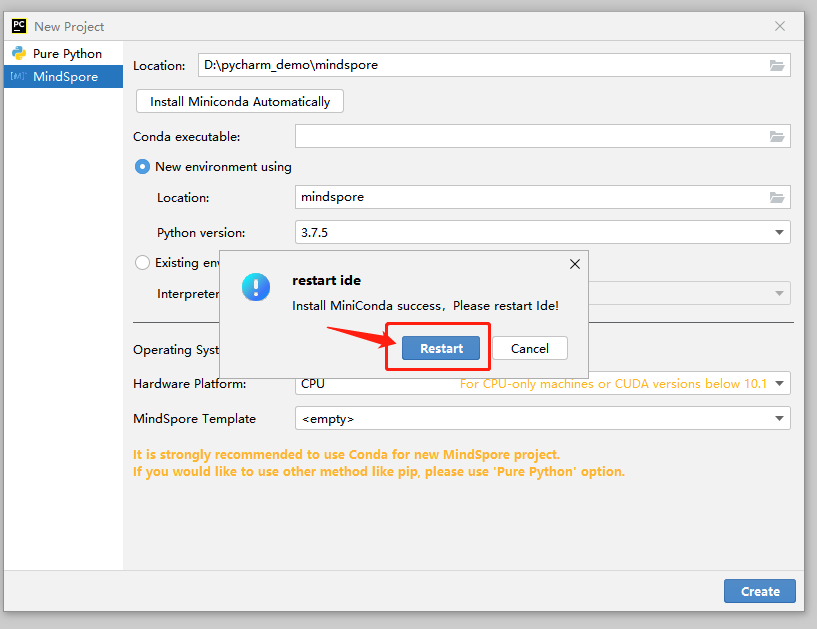 PC New Project
Pure Python
[M] MindSpore
Location: D:\pycharm_demo\mindspore
Install Miniconda Automatically
Conda executable:
New environment using
Location: mindspore
Python version: 3.7.5
Existing env
Interpreter
restart ide
Install MiniConda success，Please restart Ide!
Restart Cancel
Operating Syst
Hardware Platform: CPU For CPU-only machines or CUDA versions below 10.1
MindSpore Template <empty>
It is strongly recommended to use Conda for new MindSpore project.
If you would like to use other method like pip, please use 'Pure Python' option.
Create